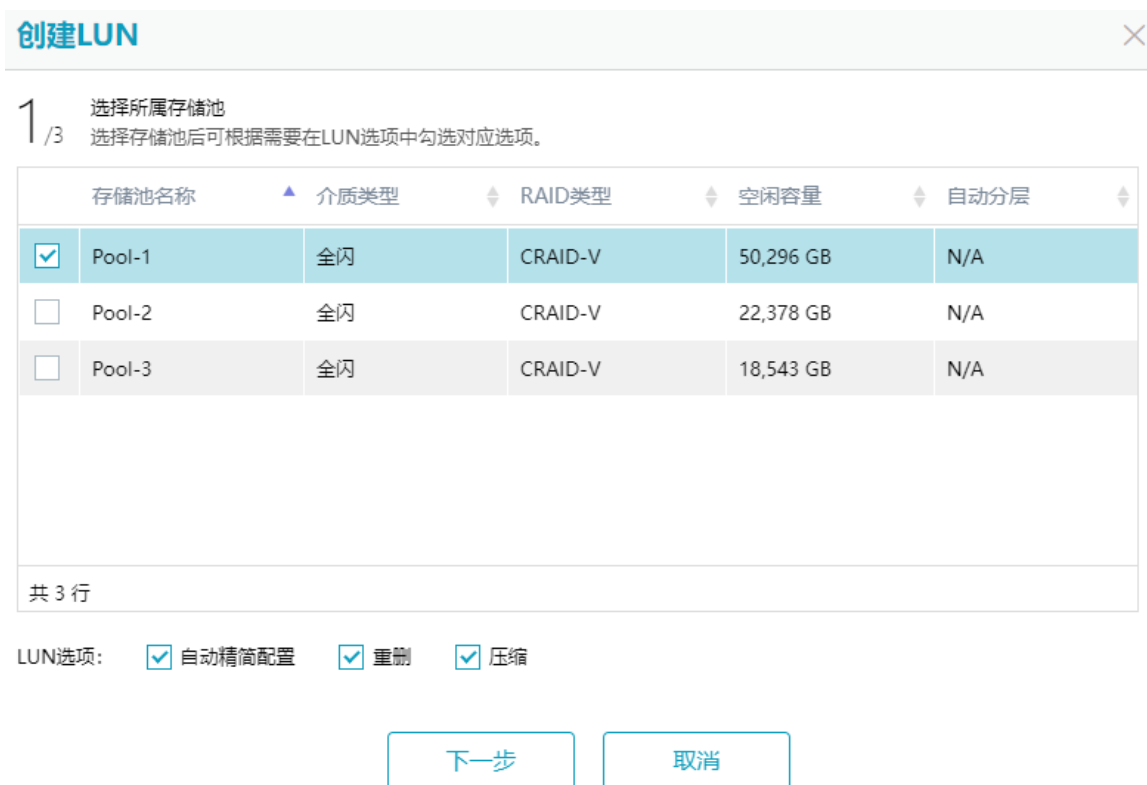 创建LUN
1/3
选择所属存储池
选择存储池后可根据需要在LUN选项中勾选对应选项。
存储池名称 介质类型 RAID类型 空闲容量 自动分层
Pool-1 全闪 CRAID-V 50,296 GB N/A
Pool-2 全闪 CRAID-V 22,378 GB N/A
Pool-3 全闪 CRAID-V 18,543 GB N/A
共 3 行
LUN选项: 自动精简配置 重删 压缩
下一步 取消